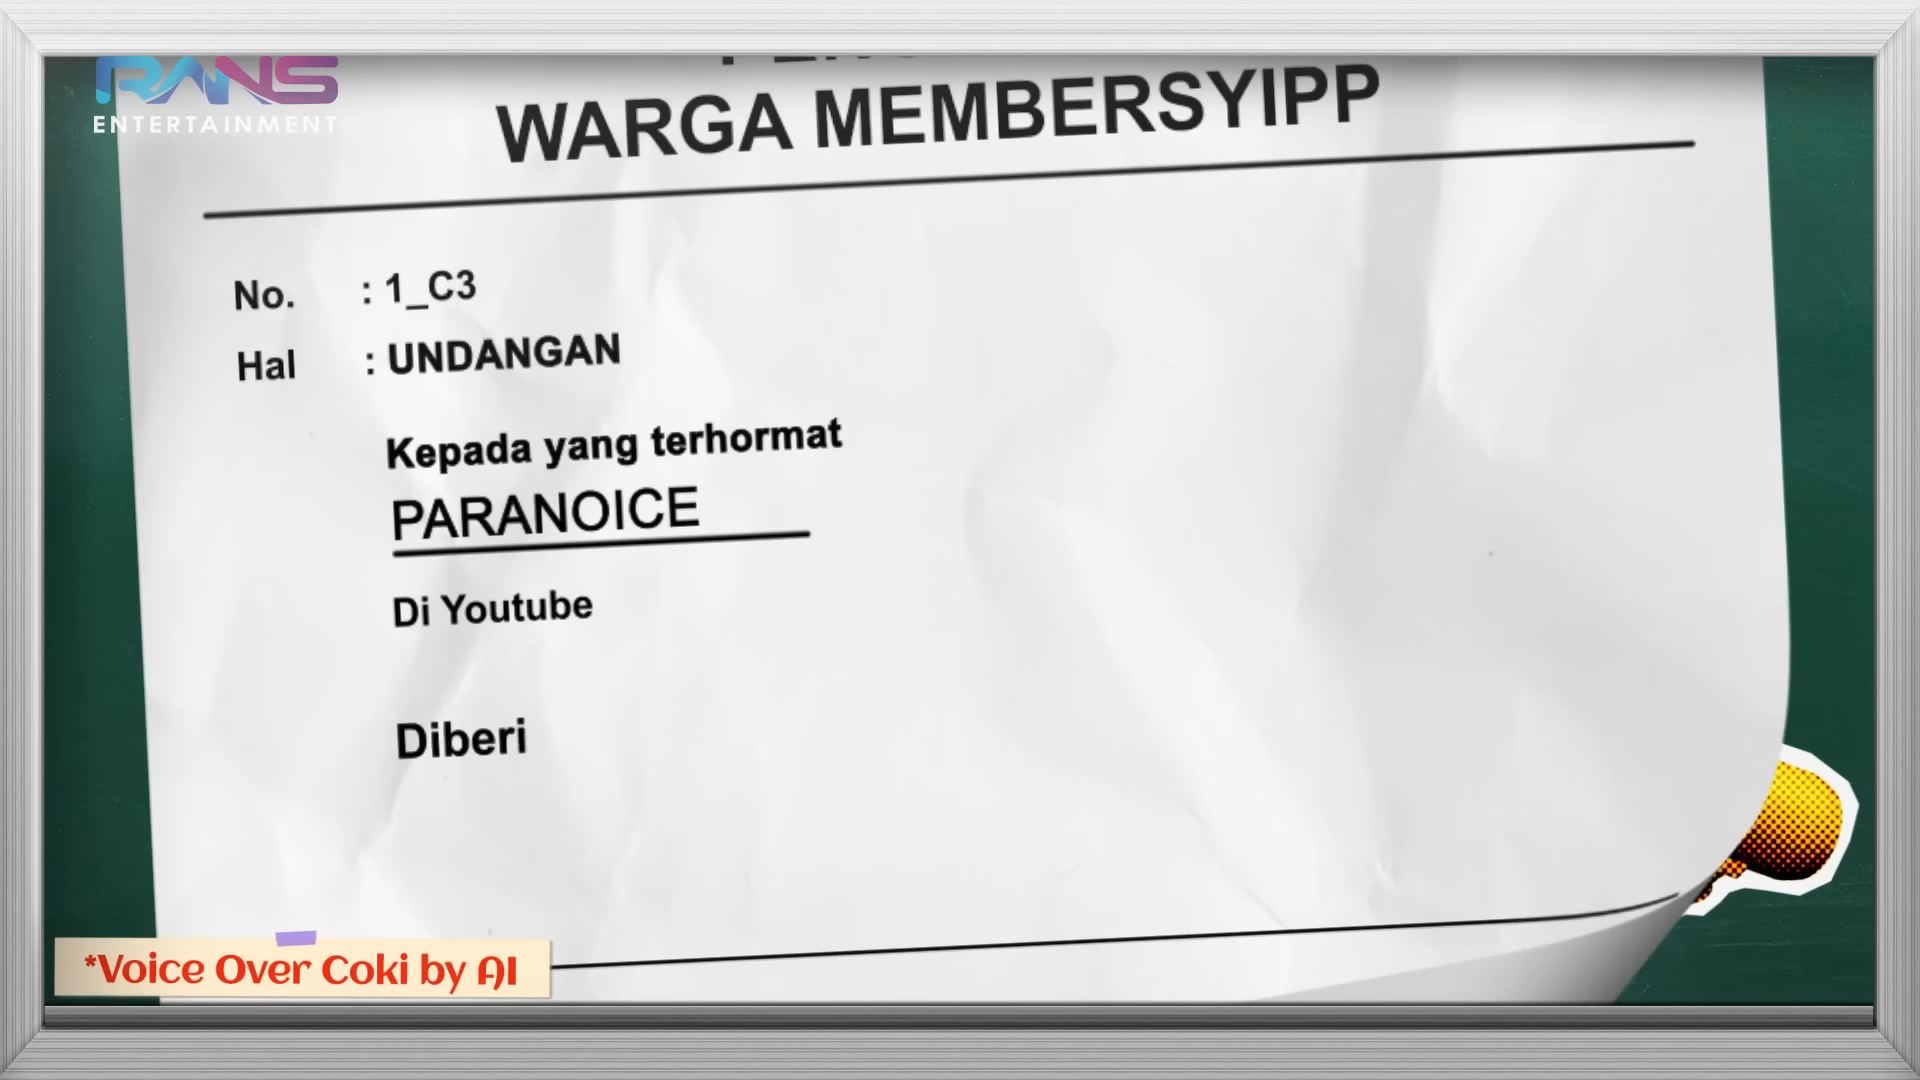 RANS
ENTERTAINMENT
WARGA MEMBERSYIPP
No. : 1_C3
Hal : UNDANGAN
Kepada yang terhormat
PARANOICE
Di Youtube
Diberi
*Voice Over Coki by AI